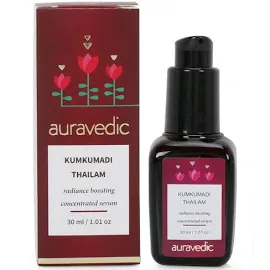 auravedic
KUMKUMADI
THAILAM
radiance boosting
concentrated serum
30 ml / 1.01 oz
KUMKUMADI
THAILAM
radiance boosting
concentrated serum
30 ml / 1.01 oz
auravedic